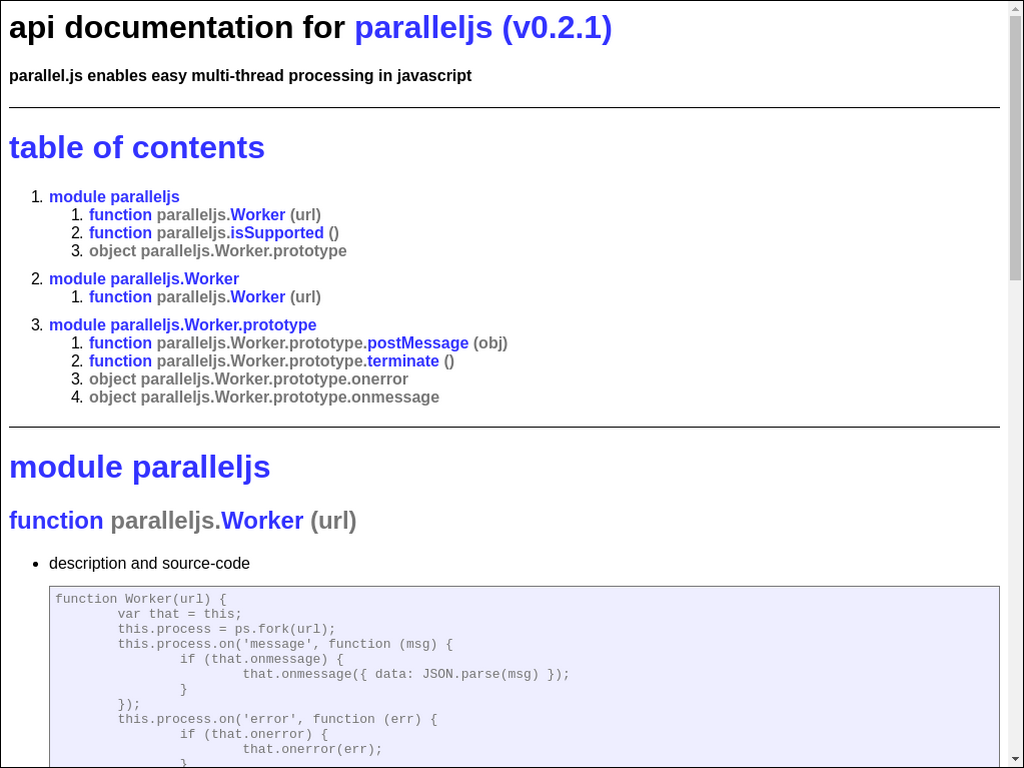 api documentation for paralleljs (v0.2.1)
parallel.js enables easy multi-thread processing in javascript
table of contents
1. module paralleljs
1. function paralleljs.Worker (url)
2. function paralleljs.isSupported ()
3. object paralleljs.Worker.prototype
2. module paralleljs.Worker
1. function paralleljs.Worker (url)
3. module paralleljs.Worker.prototype
1. function paralleljs.Worker.prototype.postMessage (obj)
2. function paralleljs.Worker.prototype.terminate ()
3. object paralleljs.Worker.prototype.onerror
4. object paralleljs.Worker.prototype.onmessage
module paralleljs
function paralleljs.Worker (url)
• description and source-code
function Worker(url) {
var that = this;
this.process = ps.fork(url);
this.process.on('message', function (msg) {
if (that.onmessage) {
that.onmessage({ data: JSON.parse(msg) });
}
});
this.process.on('error', function (err) {
if (that.onerror) {
that.onerror(err);
}